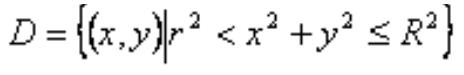 D = {(x, y) | r² < x² + y² ≤ R²}